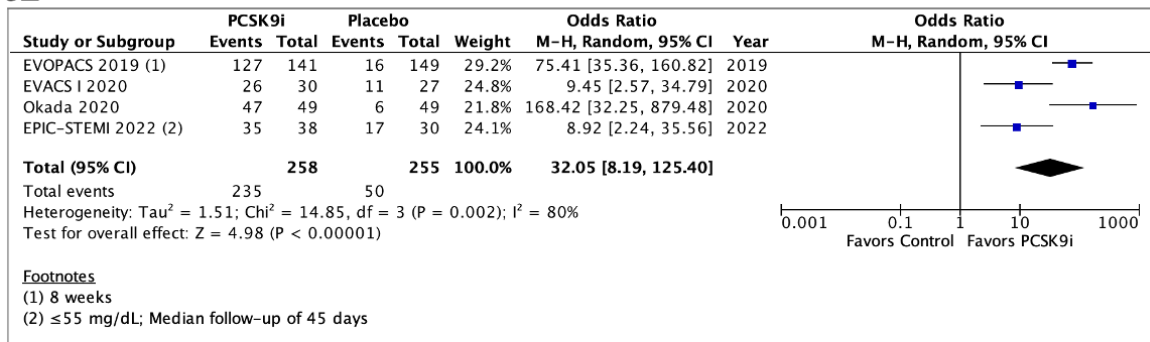 PCSK9i Placebo Odds Ratio Odds Ratio
Study or Subgroup Events Total Events Total Weight M-H, Random, 95% CI Year M-H, Random, 95% CI
EVOPACS 2019 (1) 127 141 16 149 29.2% 75.41 [35.36, 160.82] 2019
EVACS I 2020 26 30 11 27 24.8% 9.45 [2.57, 34.79] 2020
Okada 2020 47 49 6 49 21.8% 168.42 [32.25, 879.48] 2020
EPIC-STEMI 2022 (2) 35 38 17 30 24.1% 8.92 [2.24, 35.56] 2022
Total (95% CI) 258 255 100.0% 32.05 [8.19, 125.40]
Total events 235 50
Heterogeneity: Tau² = 1.51; Chi² = 14.85, df = 3 (P = 0.002); I² = 80%
Test for overall effect: Z = 4.98 (P < 0.00001)
0.001 0.1 1 10 1000
Favors Control Favors PCSK9i
Footnotes
(1) 8 weeks
(2) ≤55 mg/dL; Median follow-up of 45 days